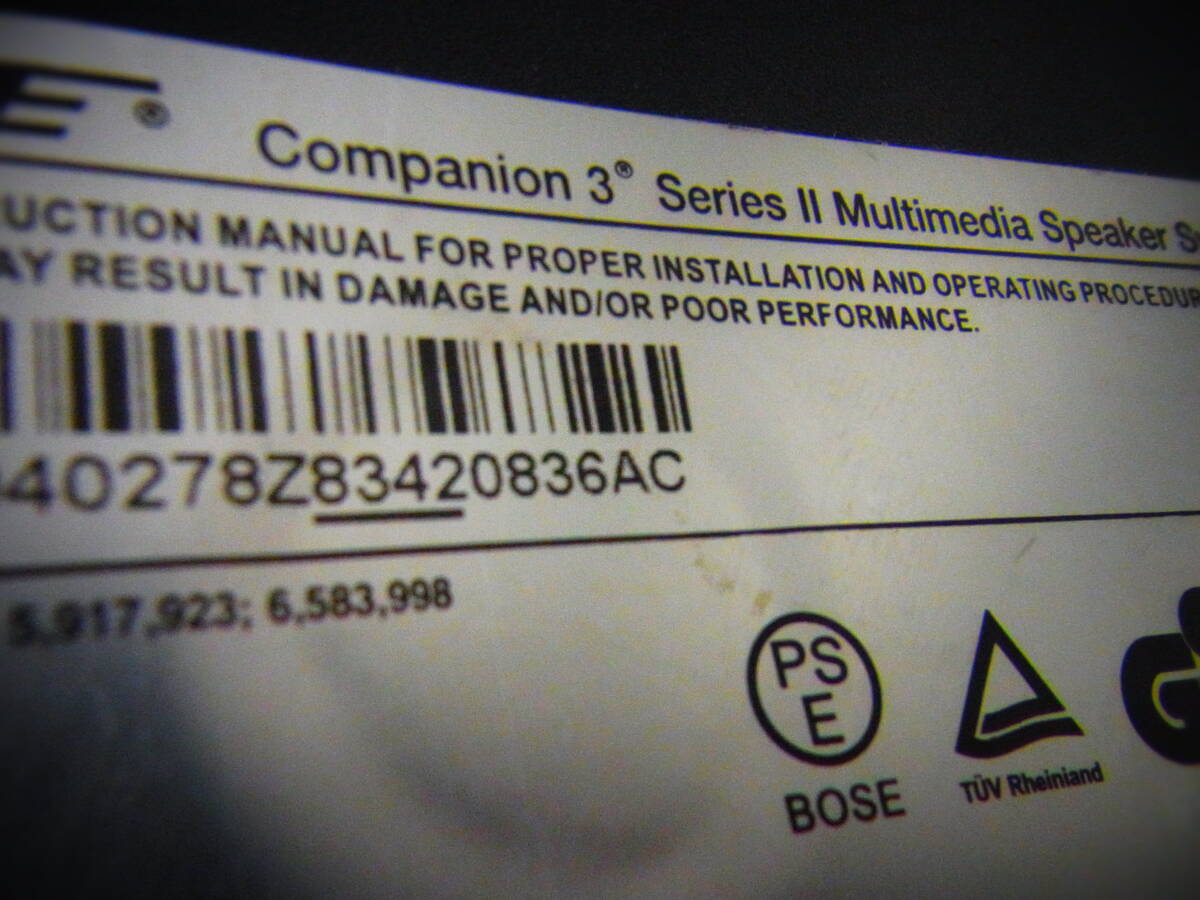 E®
Companion 3® Series II Multimedia Speaker S
UCTION MANUAL FOR PROPER INSTALLATION AND OPERATING PROCEDU
AY RESULT IN DAMAGE AND/OR POOR PERFORMANCE.
40278Z83420836AC
5,917,923; 6,583,998
PS
E
BOSE
TÜV Rheinland
G